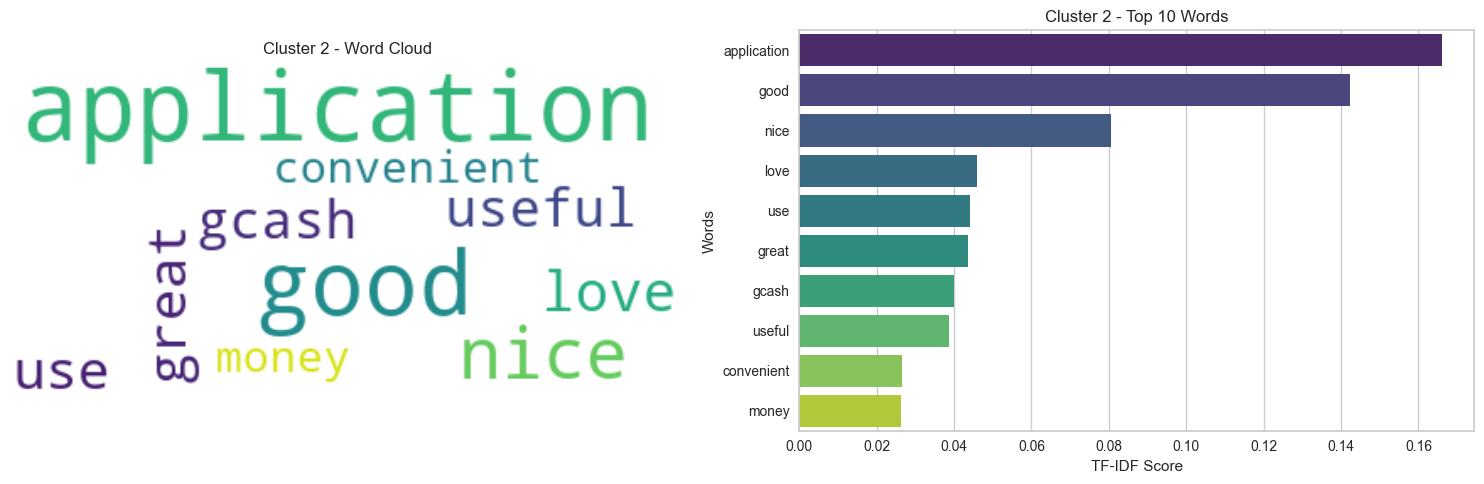 Cluster 2 - Word Cloud
application
convenient
useful
gcash
great
good
love
nice
money
use
Cluster 2 - Top 10 Words
Words
application
good
nice
love
use
great
gcash
useful
convenient
money
0.00 0.02 0.04 0.06 0.08 0.10 0.12 0.14 0.16
TF-IDF Score